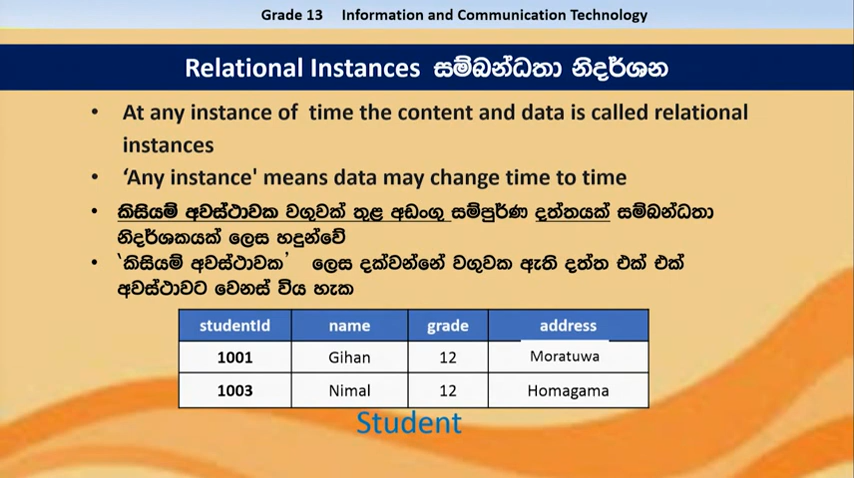 Grade 13 Information and Communication Technology
Relational Instances සම්බන්ධතා නිදර්ශන
• At any instance of time the content and data is called relational
instances
• ‘Any instance' means data may change time to time
• කිසියම් අවස්ථාවක වගුවක් තුළ අඩංගු සම්පුර්ණ දත්තයක් සම්බන්ධතා
නිදර්ශකයක් ලෙස හදුන්වේ
• ‘කිසියම් අවස්ථාවක’ ලෙස දක්වන්නේ වගුවක ඇති දත්ත එක් එක්
අවස්ථාවට වෙනස් විය හැක
studentId name grade address
1001 Gihan 12 Moratuwa
1003 Nimal 12 Homagama
Student